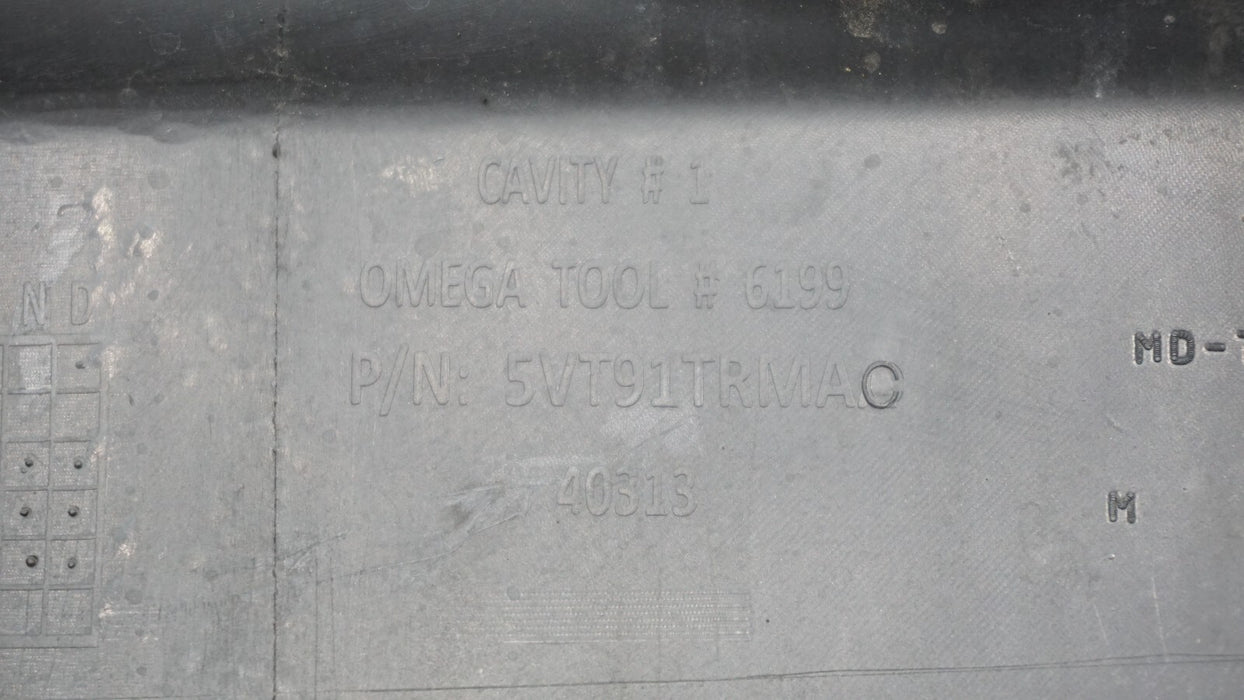 CAVITY # 1
OMEGA TOOL # 6199
N D
P/N: 5VT91TRMAC
MD-
40313
M